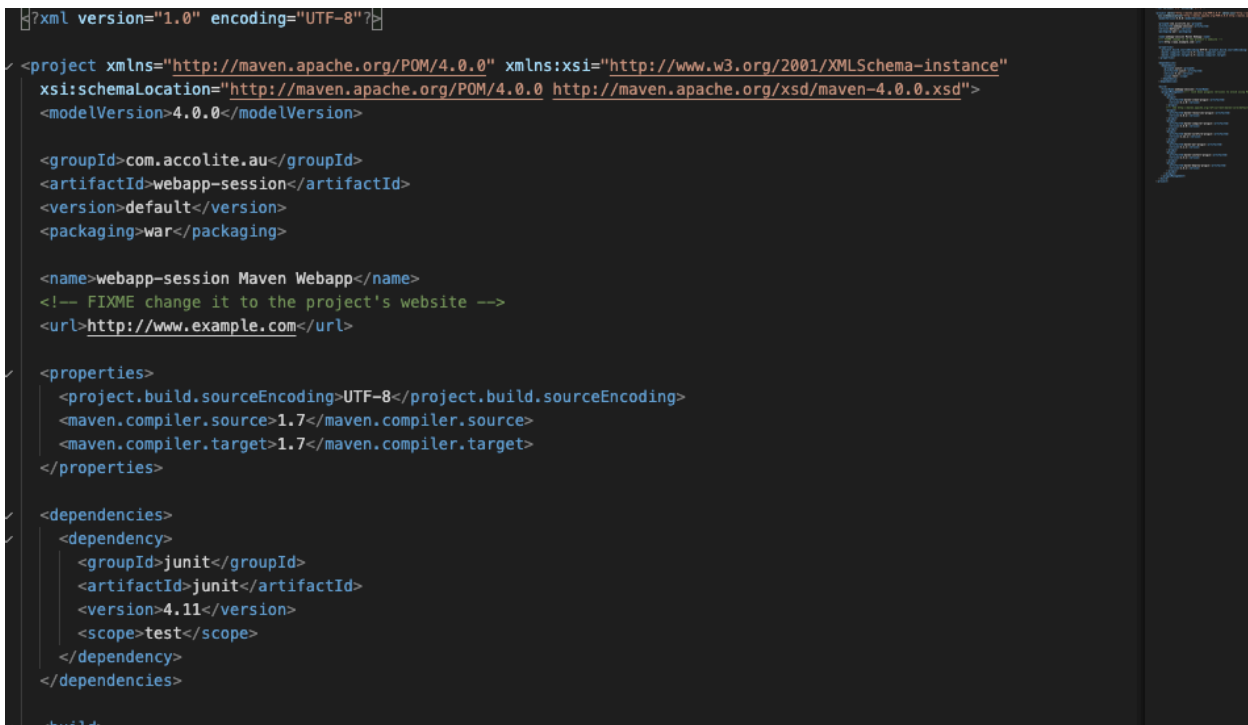 <?xml version="1.0" encoding="UTF-8"?>
<project xmlns="http://maven.apache.org/POM/4.0.0" xmlns:xsi="http://www.w3.org/2001/XMLSchema-instance"
xsi:schemaLocation="http://maven.apache.org/POM/4.0.0 http://maven.apache.org/xsd/maven-4.0.0.xsd">
<modelVersion>4.0.0</modelVersion>
<groupId>com.accolite.au</groupId>
<artifactId>webapp-session</artifactId>
<version>default</version>
<packaging>war</packaging>
<name>webapp-session Maven Webapp</name>
<!-- FIXME change it to the project's website -->
<url>http://www.example.com</url>
<properties>
<project.build.sourceEncoding>UTF-8</project.build.sourceEncoding>
<maven.compiler.source>1.7</maven.compiler.source>
<maven.compiler.target>1.7</maven.compiler.target>
</properties>
<dependencies>
<dependency>
<groupId>junit</groupId>
<artifactId>junit</artifactId>
<version>4.11</version>
<scope>test</scope>
</dependency>
</dependencies>